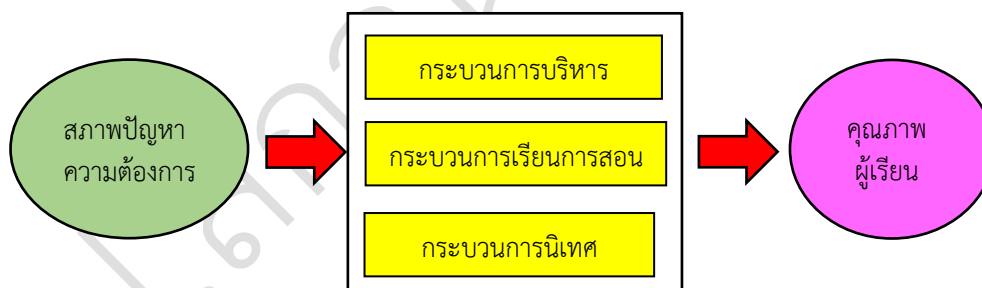 สภาพปัญหา
ความต้องการ
กระบวนการบริหาร
กระบวนการเรียนการสอน
กระบวนการนิเทศ
คุณภาพ
ผู้เรียน